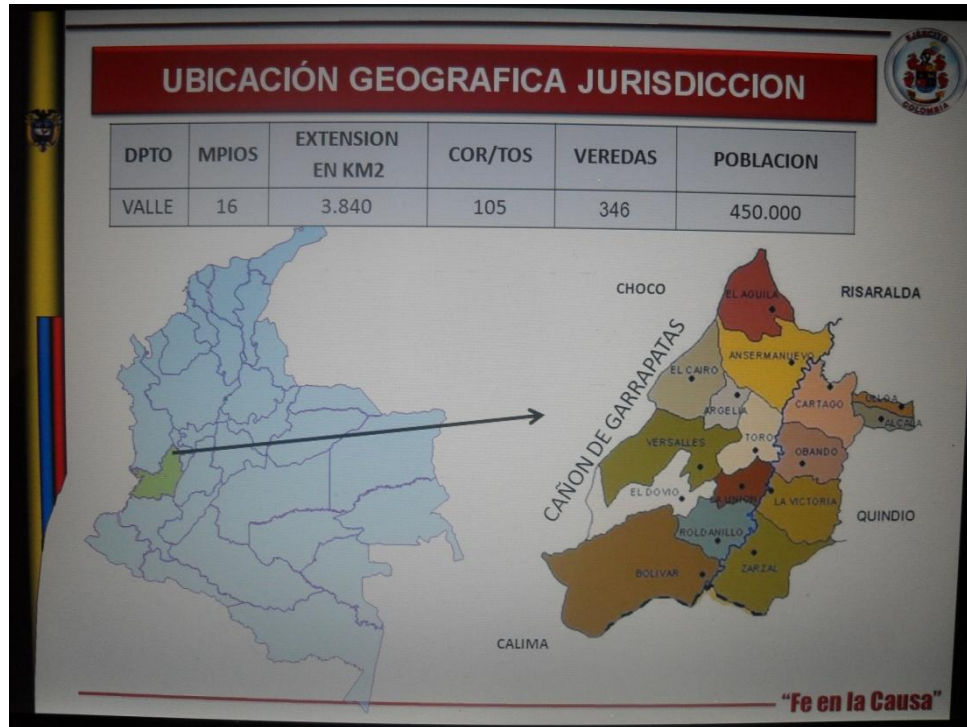 UBICACIÓN GEOGRAFICA JURISDICCION
EJÉRCITO
COLOMBIA
DPTO MPIOS EXTENSION EN KM2 COR/TOS VEREDAS POBLACION
VALLE 16 3.840 105 346 450.000
CHOCO
RISARALDA
CAÑON DE GARRAPATAS
EL AGUILA
ANSERMANUEVO
EL CAIRO
ARGELIA
CARTAGO
ULLOA
ALCALA
VERSALLES
TORO
OBANDO
EL DOVIO
LA UNION
LA VICTORIA
QUINDIO
ROLDANILLO
BOLIVAR
ZARZAL
CALIMA
"Fe en la Causa"